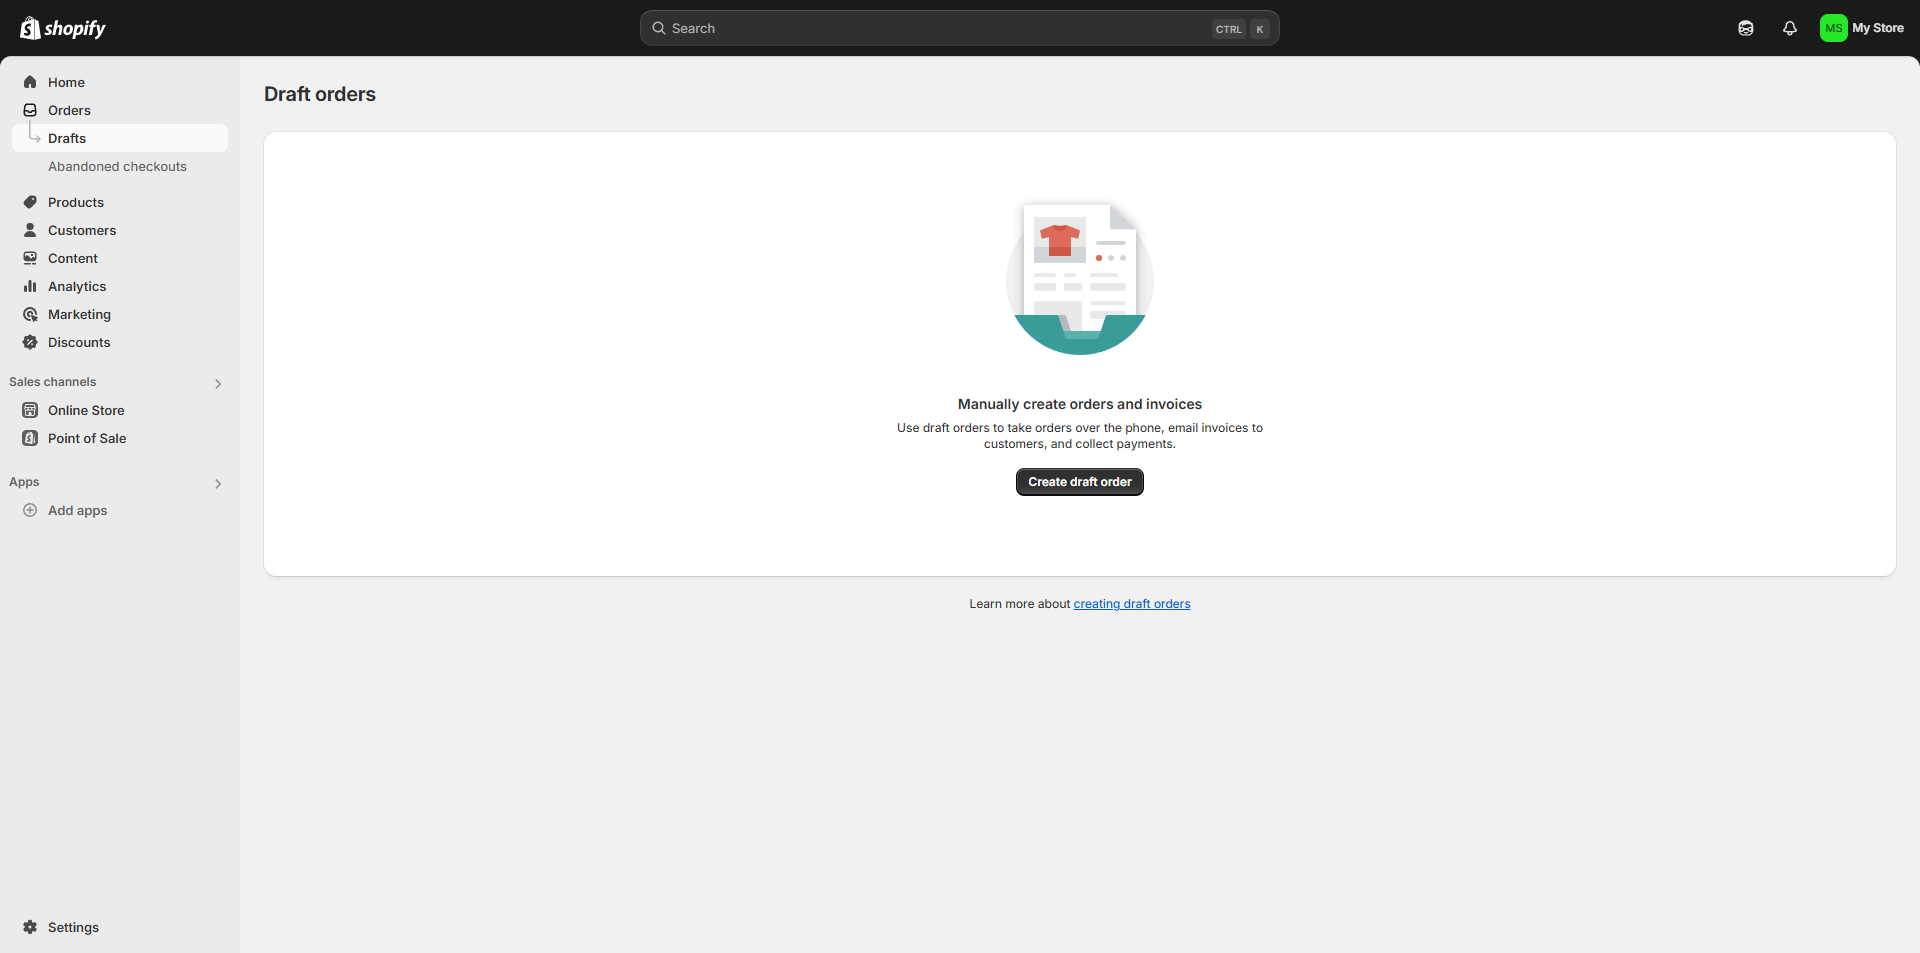 shopify
Search
CTRL K
MS My Store
Home
Orders
Drafts
Abandoned checkouts
Products
Customers
Content
Analytics
Marketing
Discounts
Sales channels
Online Store
Point of Sale
Apps
Add apps
Settings
Draft orders
Manually create orders and invoices
Use draft orders to take orders over the phone, email invoices to
customers, and collect payments.
Create draft order
Learn more about creating draft orders